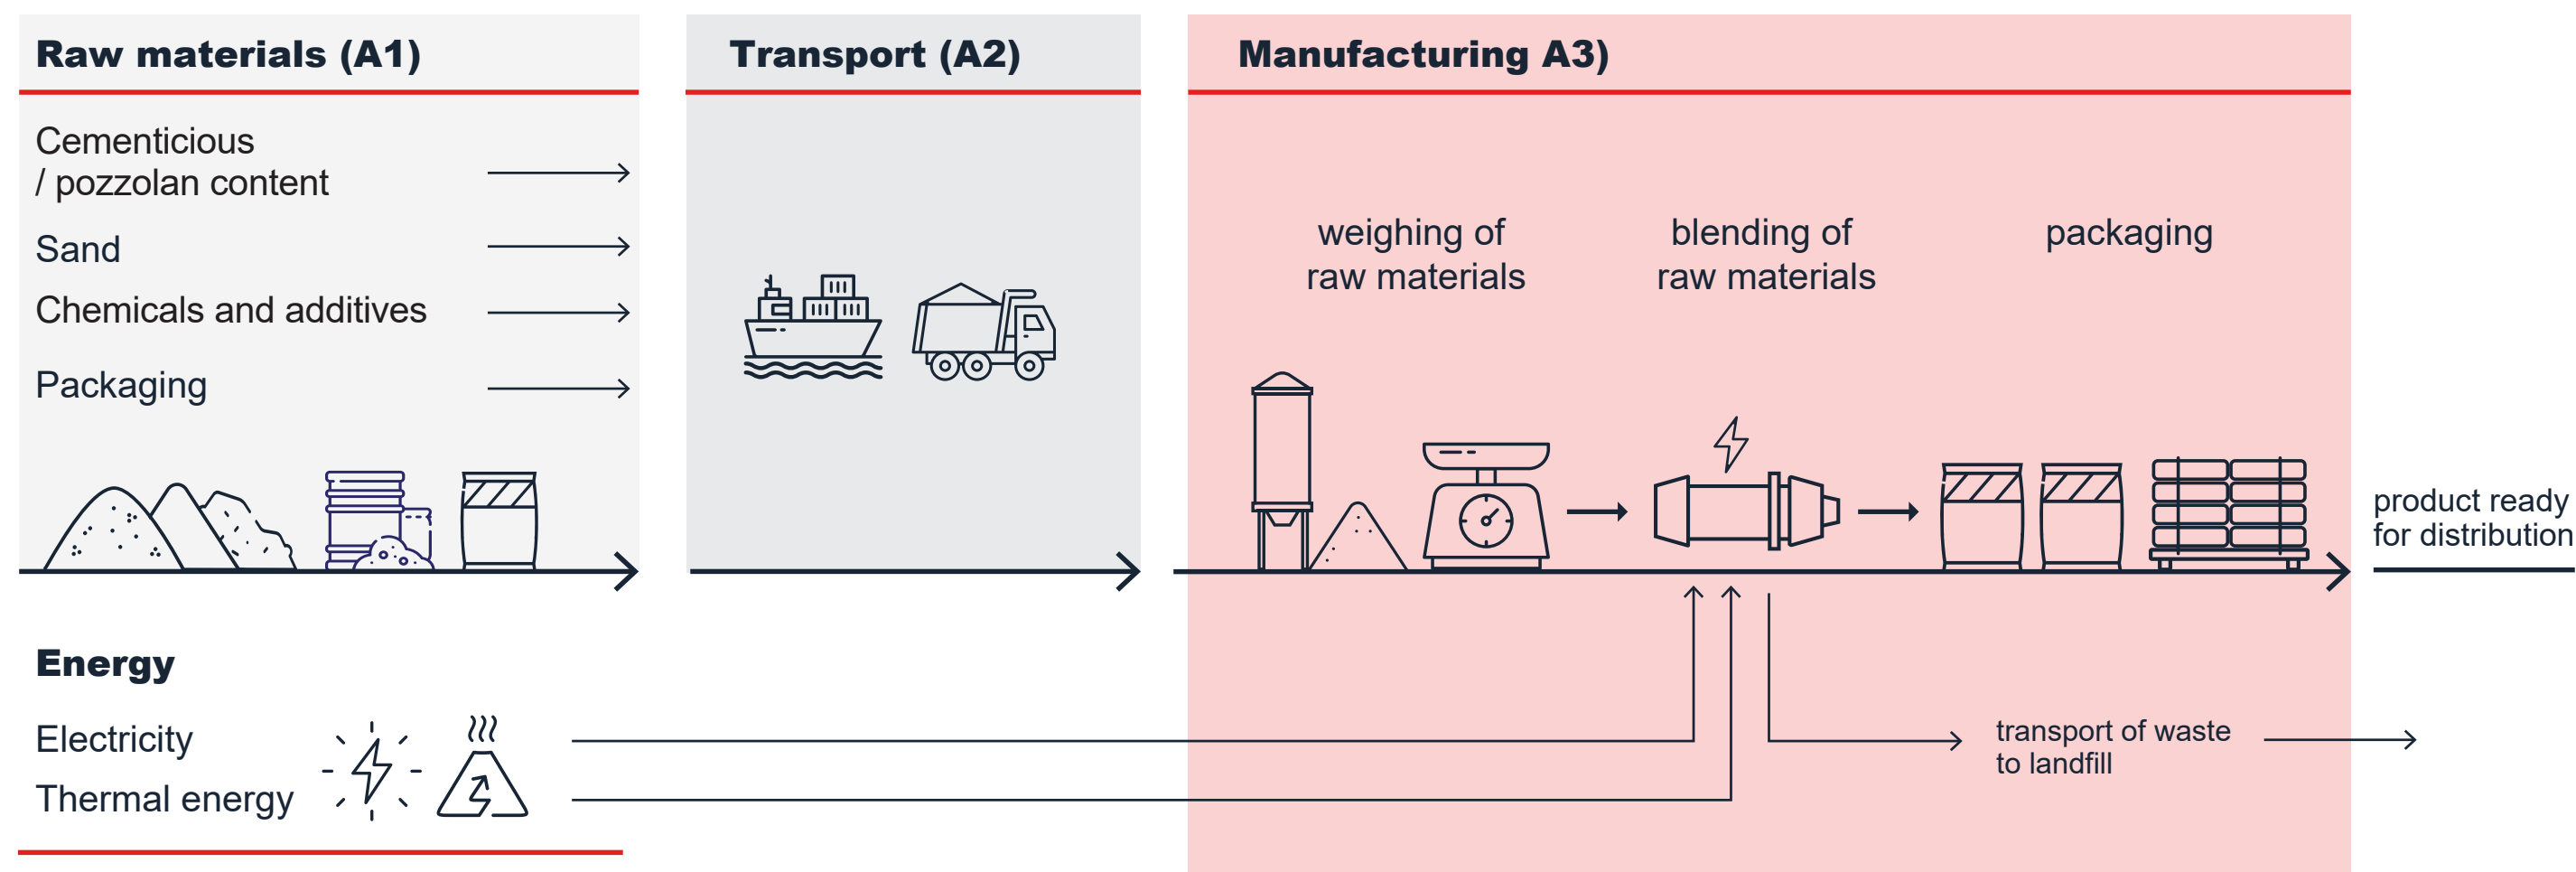 Raw materials (A1)
Cementicious
/ pozzolan content
Sand
Chemicals and additives
Packaging
Transport (A2)
Manufacturing A3)
weighing of
raw materials
blending of
raw materials
packaging
product ready
for distribution
Energy
Electricity
Thermal energy
transport of waste
to landfill